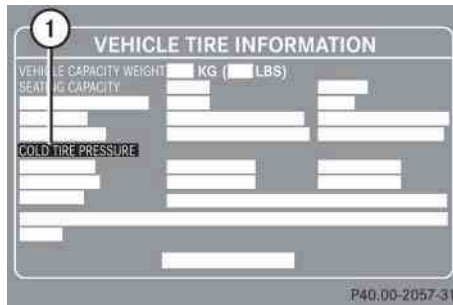 1
VEHICLE TIRE INFORMATION
VEHICLE CAPACITY WEIGHT KG ( LBS)
SEATING CAPACITY
COLD TIRE PRESSURE
P40.00-2057-31